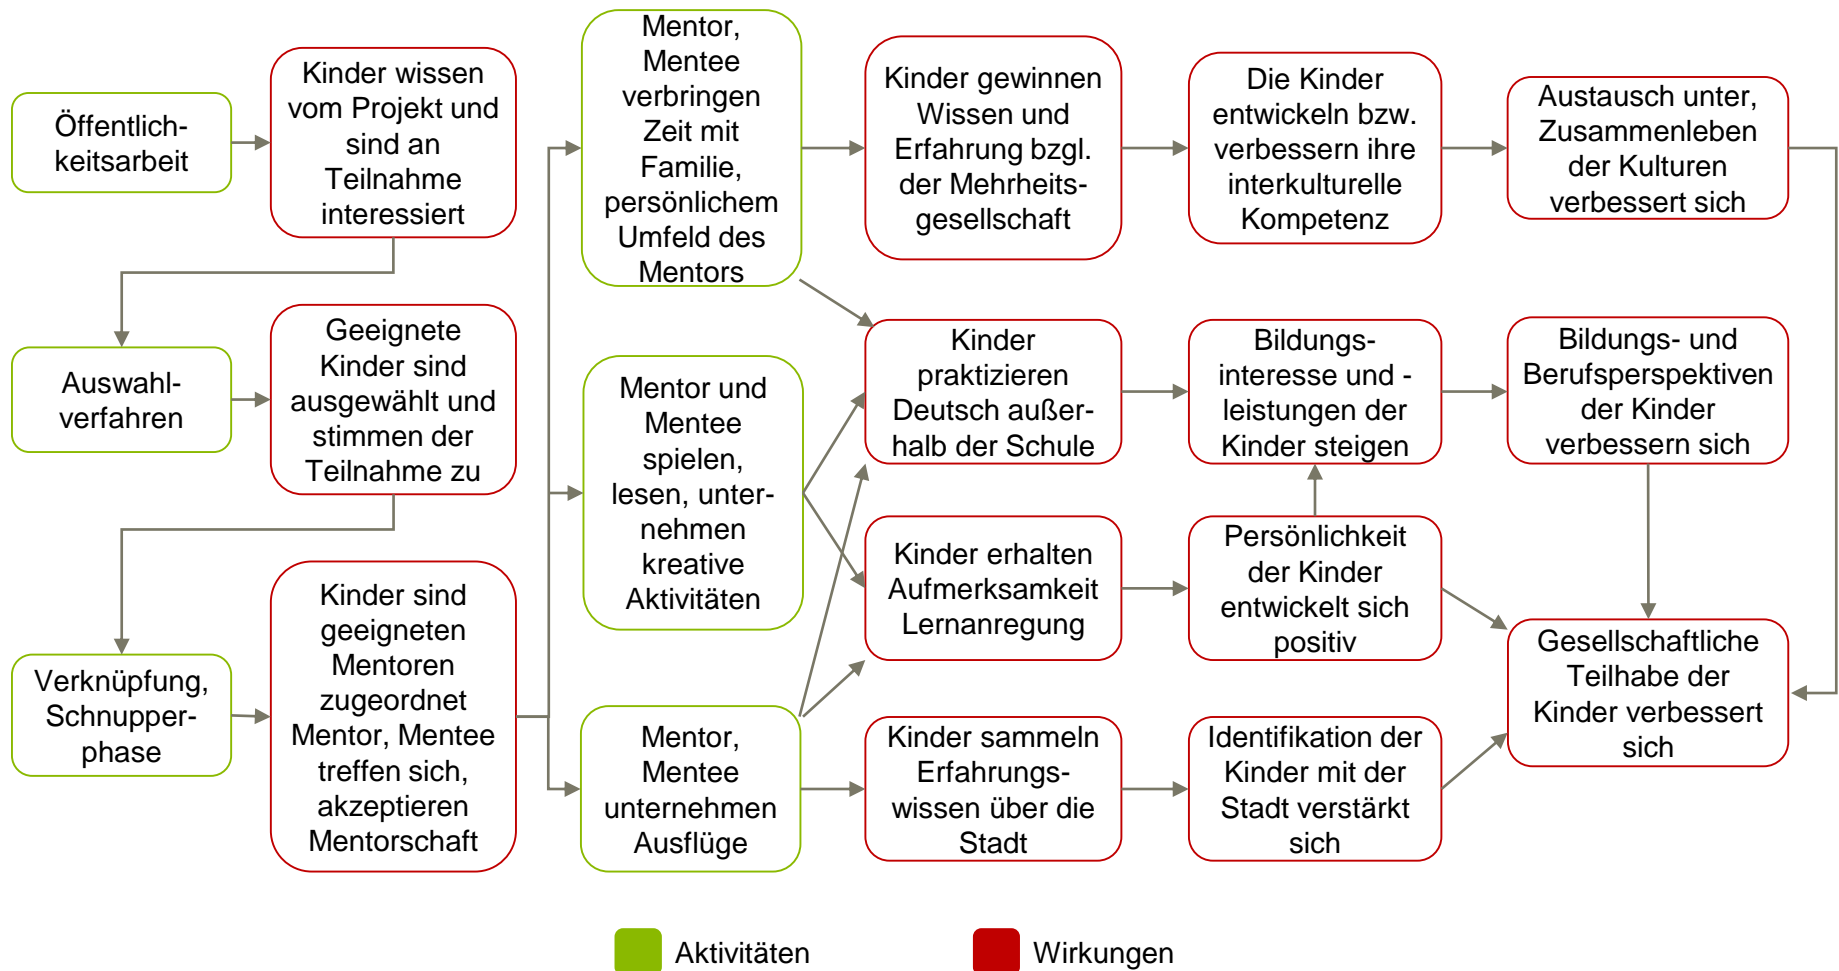 Öffentlich-
keitsarbeit
Kinder wissen
vom Projekt und
sind an
Teilnahme
interessiert
Auswahl-
verfahren
Geeignete
Kinder sind
ausgewählt und
stimmen der
Teilnahme zu
Verknüpfung,
Schnupper-
phase
Kinder sind
geeigneten
Mentoren
zugeordnet
Mentor, Mentee
treffen sich,
akzeptieren
Mentorschaft
Mentor,
Mentee
verbringen
Zeit mit
Familie,
persönlichem
Umfeld des
Mentors
Mentor und
Mentee
spielen,
lesen, unter-
nehmen
kreative
Aktivitäten
Mentor,
Mentee
unternehmen
Ausflüge
Kinder gewinnen
Wissen und
Erfahrung bzgl.
der Mehrheits-
gesellschaft
Kinder
praktizieren
Deutsch außer-
halb der Schule
Kinder erhalten
Aufmerksamkeit
Lernanregung
Kinder sammeln
Erfahrungs-
wissen über die
Stadt
Die Kinder
entwickeln bzw.
verbessern ihre
interkulturelle
Kompetenz
Bildungs-
interesse und -
leistungen der
Kinder steigen
Persönlichkeit
der Kinder
entwickelt sich
positiv
Identifikation der
Kinder mit der
Stadt verstärkt
sich
Austausch unter,
Zusammenleben
der Kulturen
verbessert sich
Bildungs- und
Berufsperspektiven
der Kinder
verbessern sich
Gesellschaftliche
Teilhabe der
Kinder verbessert
sich
Aktivitäten
Wirkungen